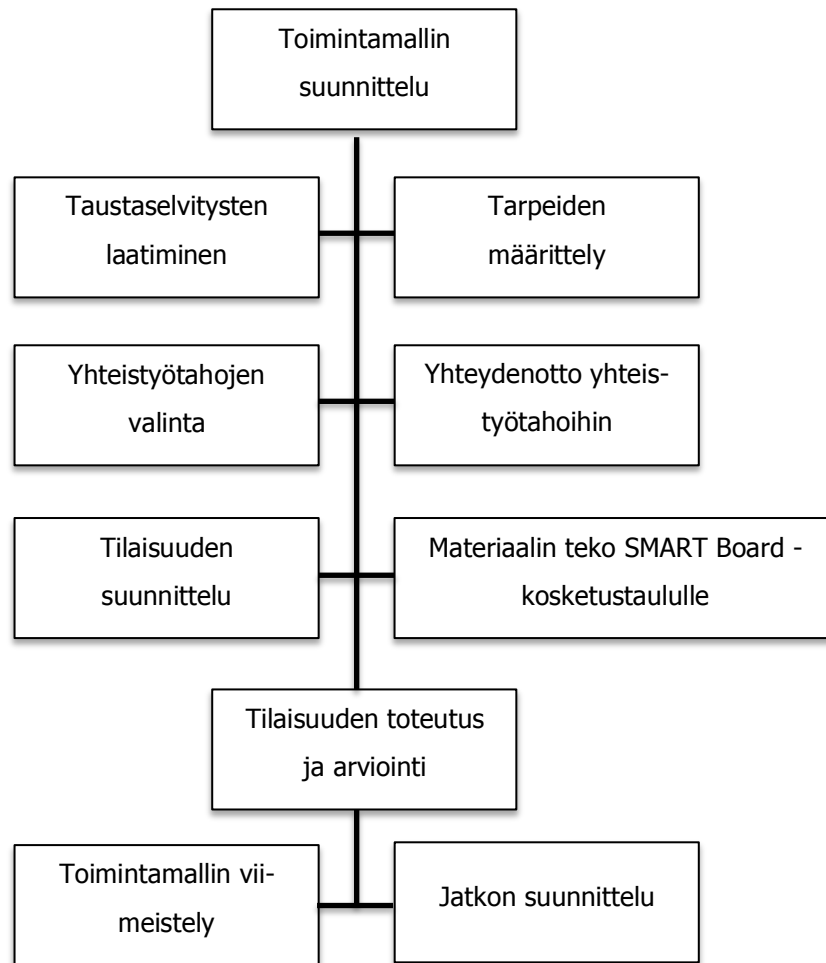 Toimintamallin
suunnittelu
Taustaselvitysten
laatiminen
Tarpeiden
määrittely
Yhteistyötahojen
valinta
Yhteydenotto yhteis-
työtahoihin
Tilaisuuden
suunnittelu
Materiaalin teko SMART Board -
kosketustaululle
Tilaisuuden toteutus
ja arviointi
Toimintamallin vii-
meistely
Jatkon suunnittelu